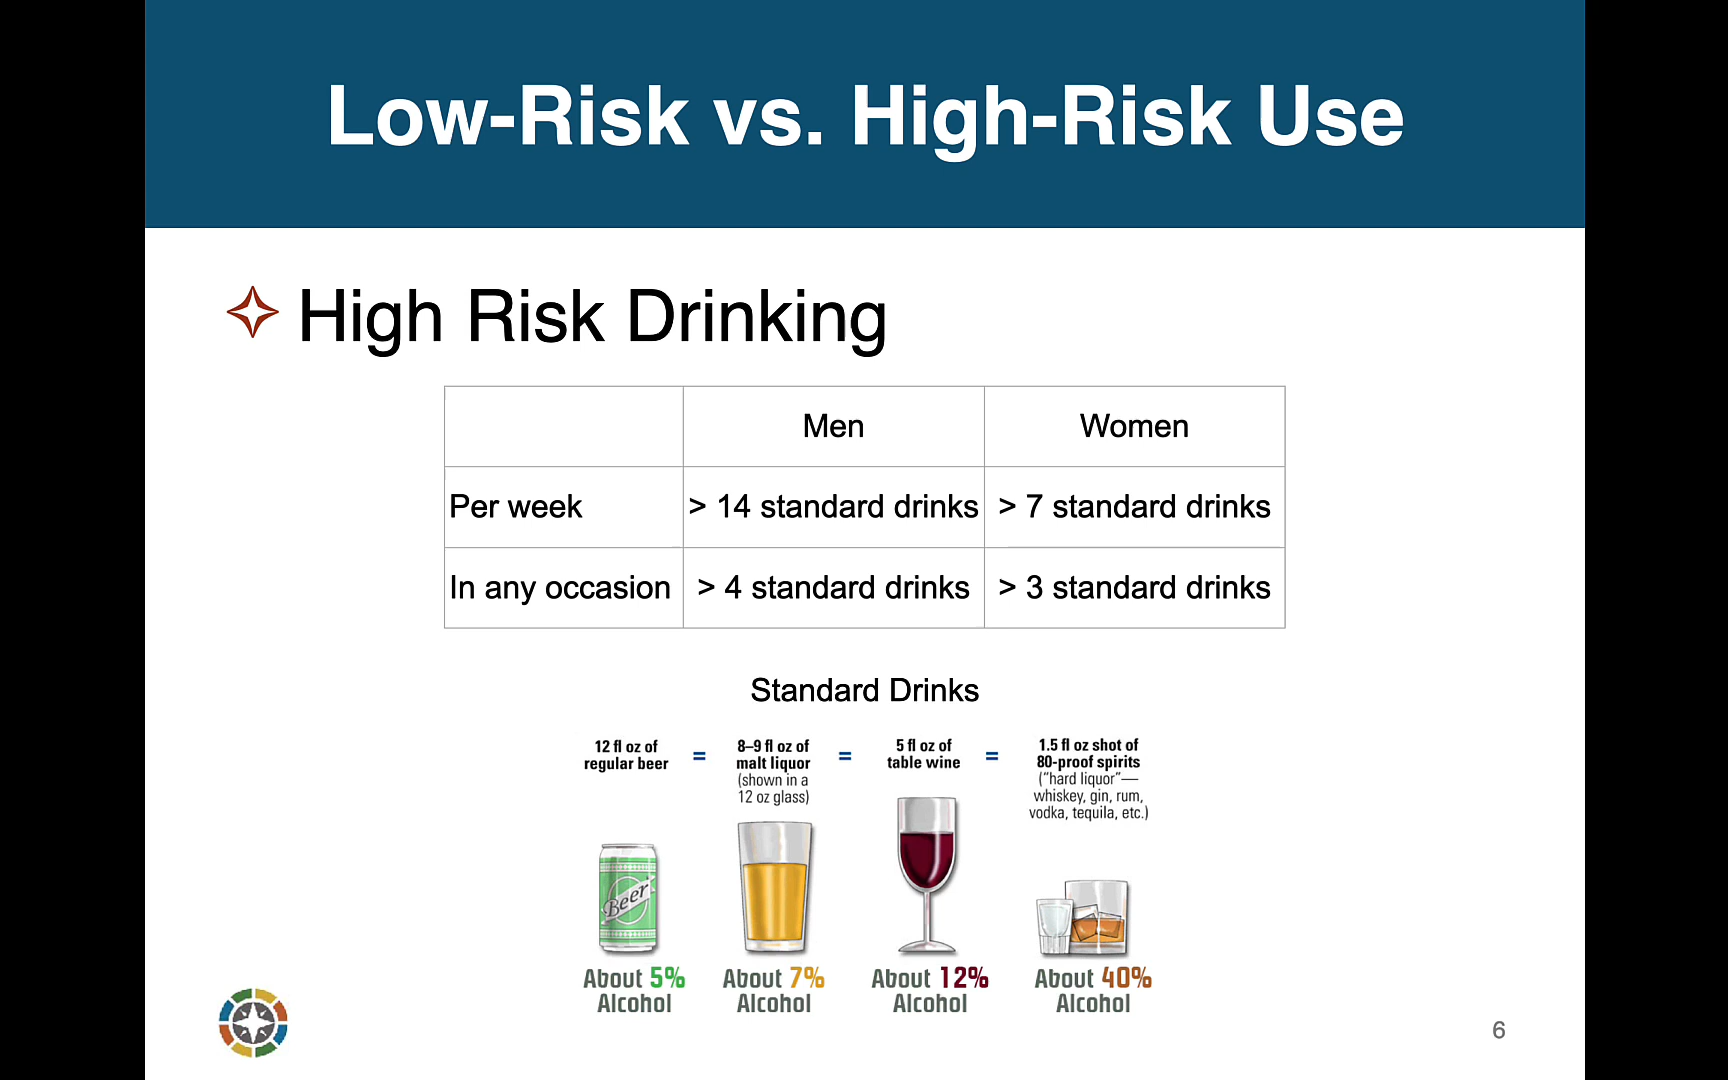 Low-Risk vs. High-Risk Use
High Risk Drinking
Men Women
Per week > 14 standard drinks > 7 standard drinks
In any occasion > 4 standard drinks > 3 standard drinks
Standard Drinks
12 fl oz of
regular beer
=
8–9 fl oz of
malt liquor
(shown in a
12 oz glass)
=
5 fl oz of
table wine
=
1.5 fl oz shot of
80-proof spirits
(“hard liquor”—
whiskey, gin, rum,
vodka, tequila, etc.)
Beer
About 5%
Alcohol
About 7%
Alcohol
About 12%
Alcohol
About 40%
Alcohol
6